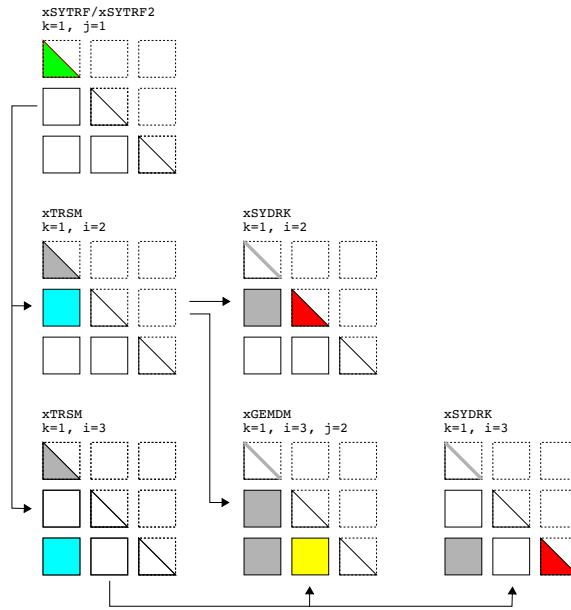 xSYTRF/xSYTRF2
k=1, j=1
xTRSM
k=1, i=2
xSYDRK
k=1, i=2
xTRSM
k=1, i=3
xGEMDM
k=1, i=3, j=2
xSYDRK
k=1, i=3